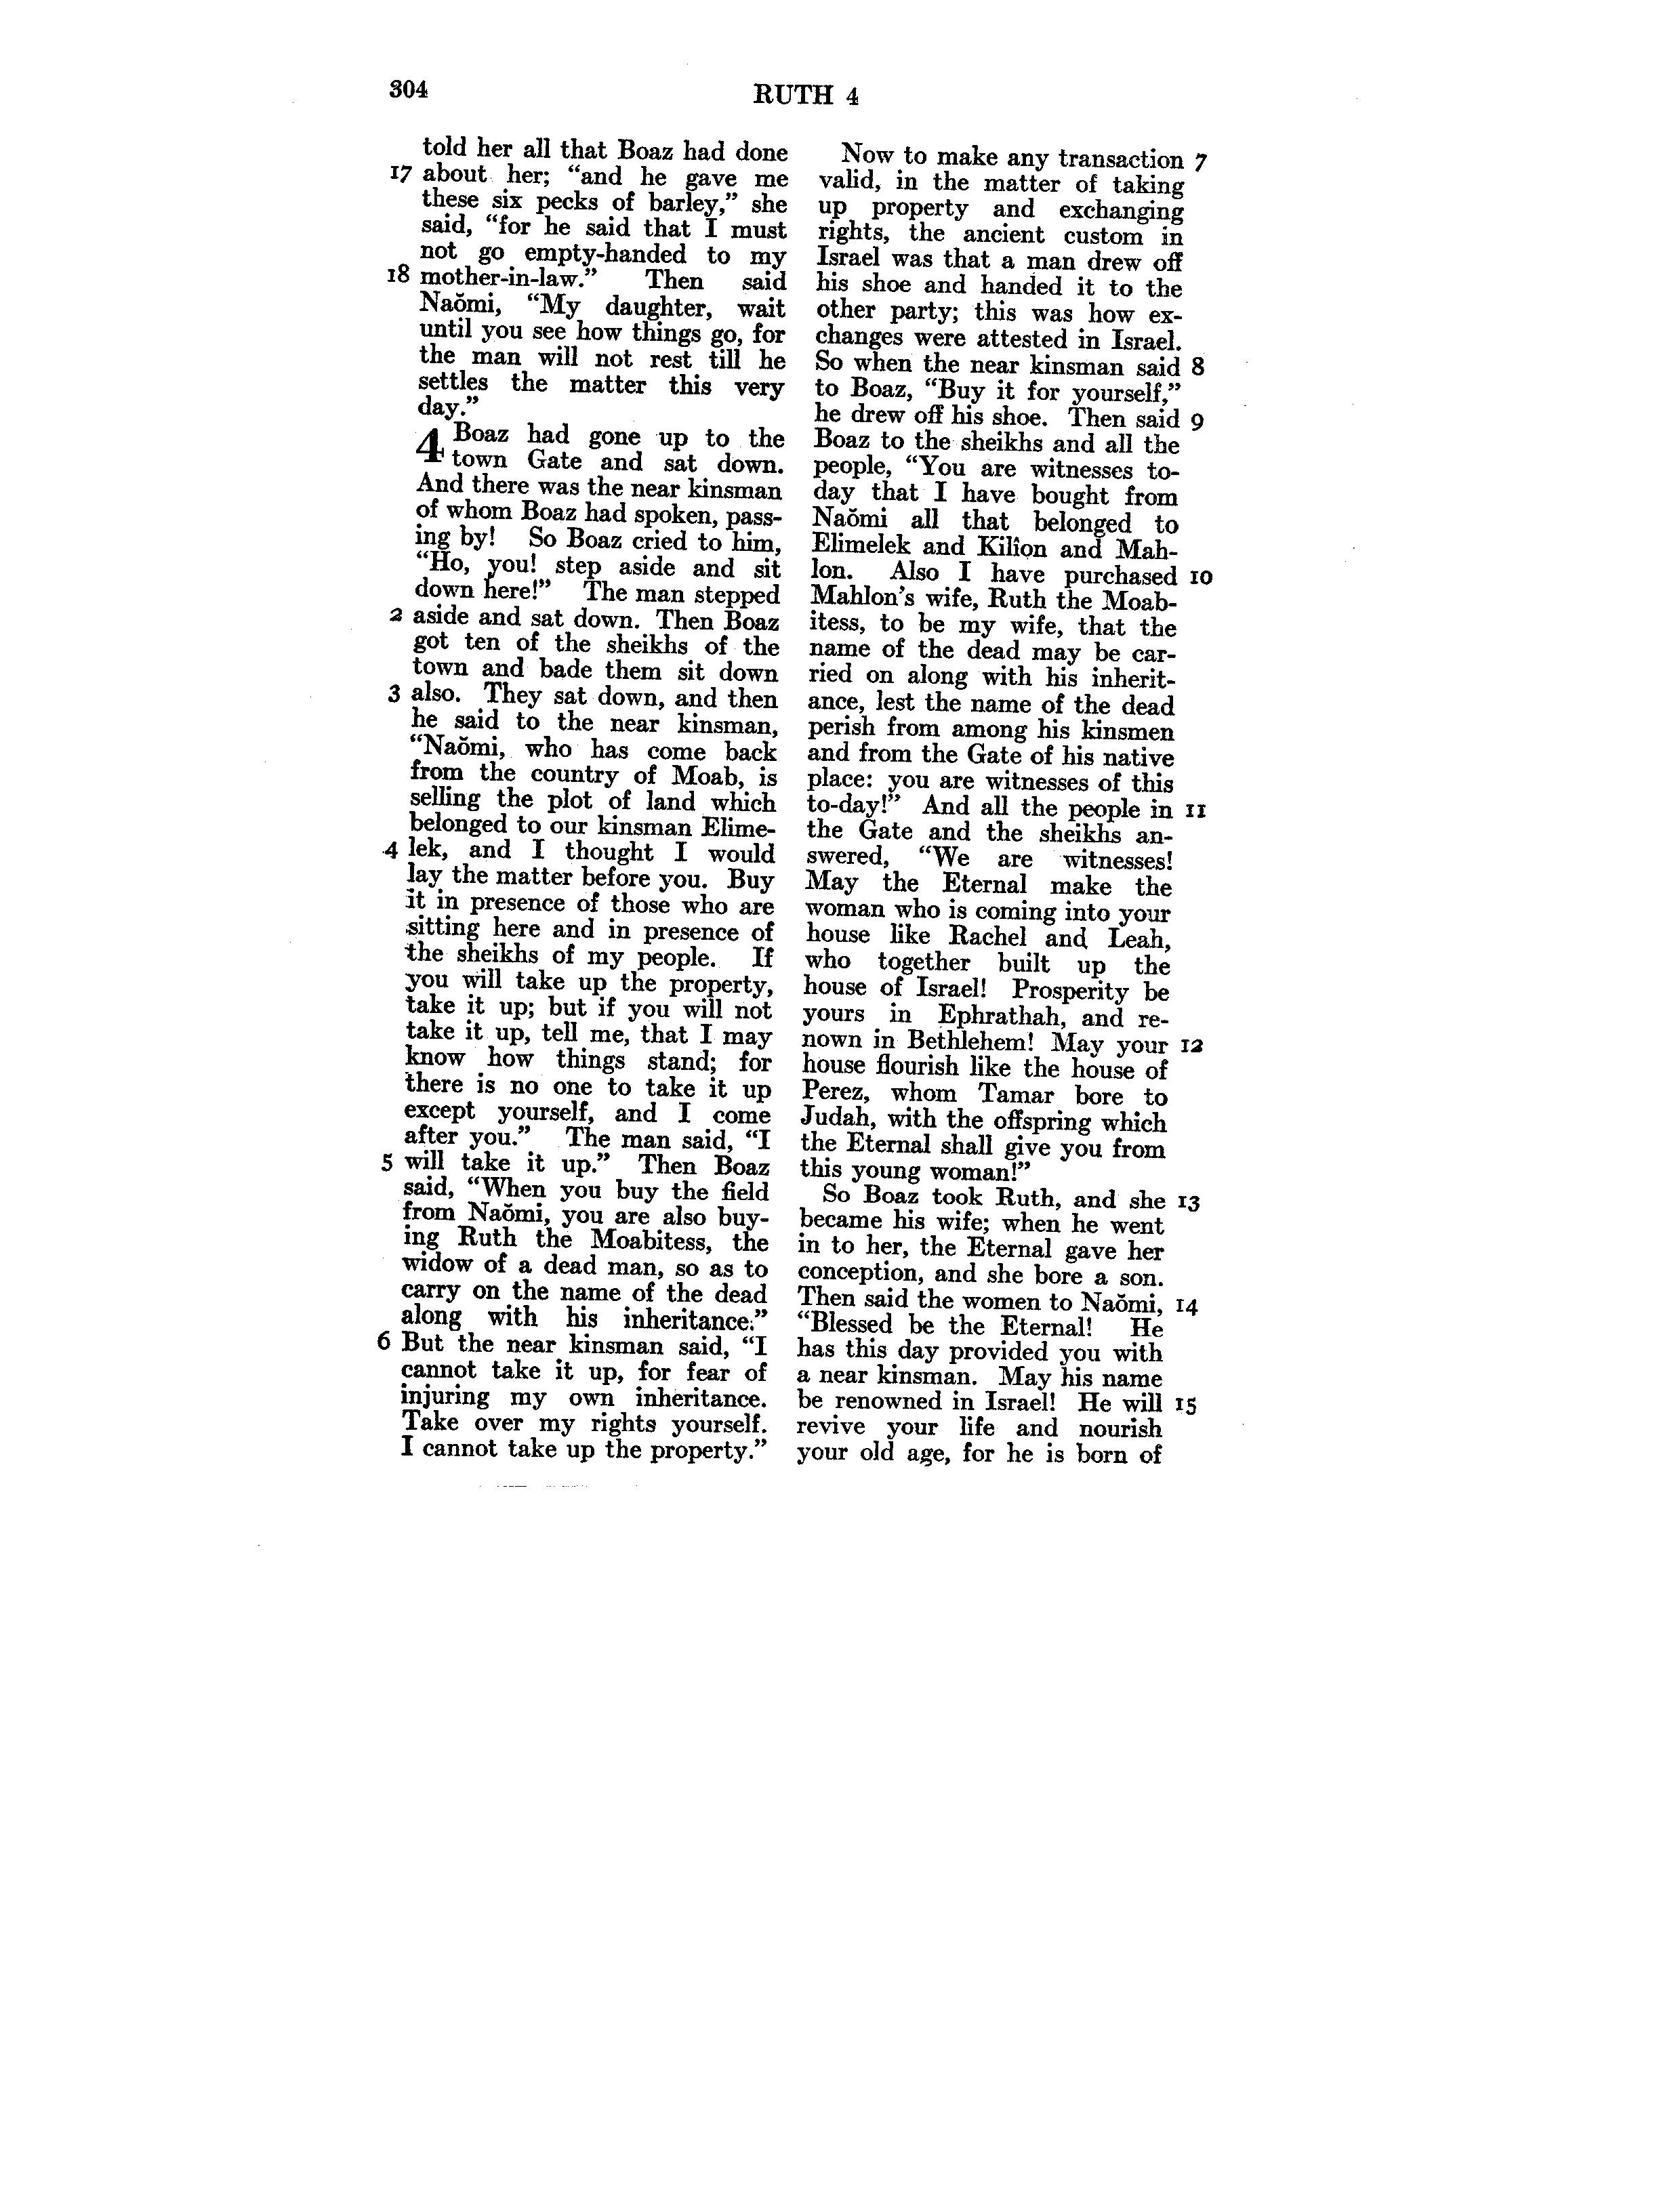 304
RUTH 4
told her all that Boaz had done
17 about her; “and he gave me
these six pecks of barley,” she
said, “for he said that I must
not go empty-handed to my
18 mother-in-law.” Then said
Naŏmi, “My daughter, wait
until you see how things go, for
the man will not rest till he
settles the matter this very
day.”
4 Boaz had gone up to the
town Gate and sat down.
And there was the near kinsman
of whom Boaz had spoken, pass-
ing by! So Boaz cried to him,
“Ho, you! step aside and sit
down here!” The man stepped
2 aside and sat down. Then Boaz
got ten of the sheikhs of the
town and bade them sit down
3 also. They sat down, and then
he said to the near kinsman,
“Naŏmi, who has come back
from the country of Moab, is
selling the plot of land which
belonged to our kinsman Elime-
4 lek, and I thought I would
lay the matter before you. Buy
it in presence of those who are
sitting here and in presence of
the sheikhs of my people. If
you will take up the property,
take it up; but if you will not
take it up, tell me, that I may
know how things stand; for
there is no one to take it up
except yourself, and I come
after you.” The man said, “I
5 will take it up.” Then Boaz
said, “When you buy the field
from Naŏmi, you are also buy-
ing Ruth the Moabitess, the
widow of a dead man, so as to
carry on the name of the dead
along with his inheritance.”
6 But the near kinsman said, “I
cannot take it up, for fear of
injuring my own inheritance.
Take over my rights yourself.
I cannot take up the property.”
Now to make any transaction 7
valid, in the matter of taking
up property and exchanging
rights, the ancient custom in
Israel was that a man drew off
his shoe and handed it to the
other party; this was how ex-
changes were attested in Israel.
So when the near kinsman said 8
to Boaz, “Buy it for yourself,”
he drew off his shoe. Then said 9
Boaz to the sheikhs and all the
people, “You are witnesses to-
day that I have bought from
Naŏmi all that belonged to
Elimelek and Kilîon and Mah-
lon. Also I have purchased 10
Mahlon’s wife, Ruth the Moab-
itess, to be my wife, that the
name of the dead may be car-
ried on along with his inherit-
ance, lest the name of the dead
perish from among his kinsmen
and from the Gate of his native
place: you are witnesses of this
to-day!” And all the people in 11
the Gate and the sheikhs an-
swered, “We are witnesses!
May the Eternal make the
woman who is coming into your
house like Rachel and Leah,
who together built up the
house of Israel! Prosperity be
yours in Ephrathah, and re-
nown in Bethlehem! May your 12
house flourish like the house of
Perez, whom Tamar bore to
Judah, with the offspring which
the Eternal shall give you from
this young woman!”
So Boaz took Ruth, and she 13
became his wife; when he went
in to her, the Eternal gave her
conception, and she bore a son.
Then said the women to Naŏmi, 14
“Blessed be the Eternal! He
has this day provided you with
a near kinsman. May his name
be renowned in Israel! He will 15
revive your life and nourish
your old age, for he is born of